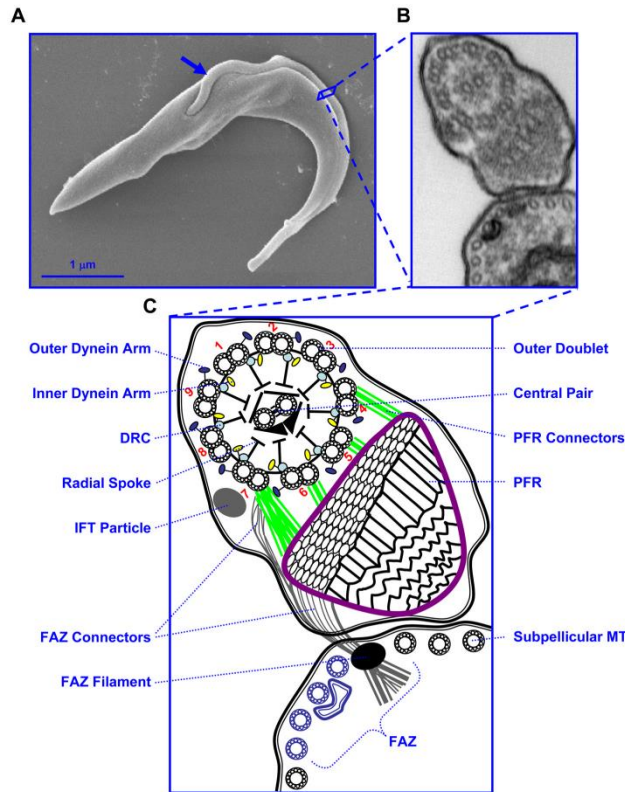 A
B
1 µm
C
Outer Dynein Arm
Inner Dynein Arm
DRC
Radial Spoke
IFT Particle
FAZ Connectors
FAZ Filament
1
2
3
4
5
6
7
8
9
Outer Doublet
Central Pair
PFR Connectors
PFR
Subpellicular MT
FAZ